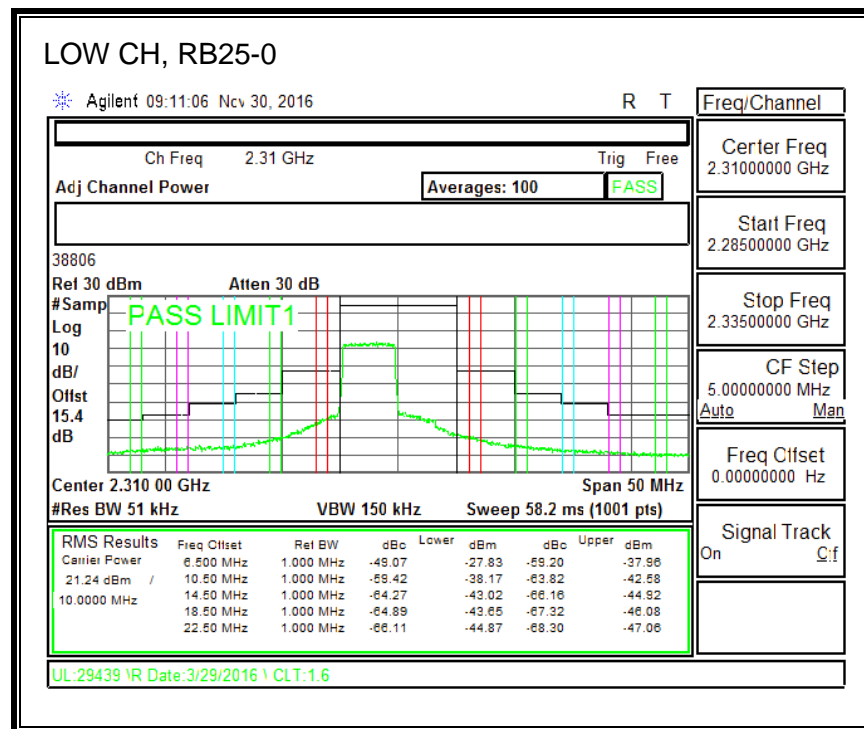 LOW CH, RB25-0
Agilent 09:11:06 Nov 30, 2016 R T
Ch Freq 2.31 GHz Trig Free
Adj Channel Power Averages: 100 PASS
38806
Ref 30 dBm Atten 30 dB
#Samp
Log
10
dB/
Offst
15.4
dB
PASS LIMIT1
Center 2.310 00 GHz Span 50 MHz
#Res BW 51 kHz VBW 150 kHz Sweep 58.2 ms (1001 pts)
RMS Results Freq Offset Ref BW dBc Lower dBm dBc Upper dBm
Carrier Power 6.500 MHz 1.000 MHz -49.07 -27.83 -59.20 -37.96
21.24 dBm / 10.50 MHz 1.000 MHz -59.42 -38.17 -63.82 -42.58
10.0000 MHz 14.50 MHz 1.000 MHz -64.27 -43.02 -66.16 -44.92
18.50 MHz 1.000 MHz -64.89 -43.65 -67.32 -46.08
22.50 MHz 1.000 MHz -66.11 -44.87 -68.30 -47.06
UL:29439 \R Date:3/29/2016 \ CLT:1.6
Freq/Channel
Center Freq
2.31000000 GHz
Start Freq
2.28500000 GHz
Stop Freq
2.33500000 GHz
CF Step
5.00000000 MHz
Auto Man
Freq Offset
0.00000000 Hz
Signal Track
On Off